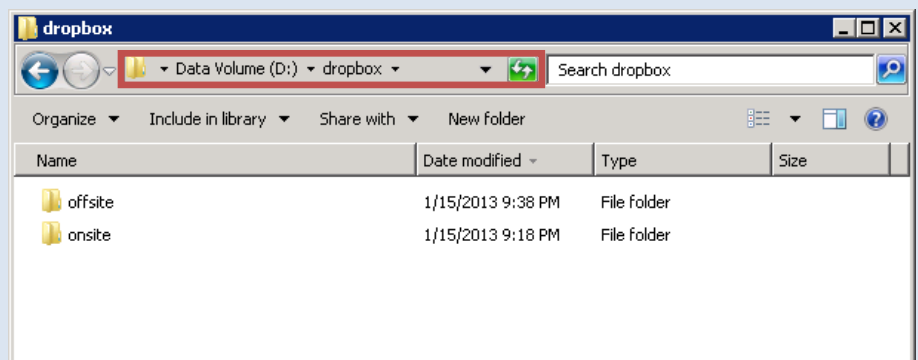 dropbox
Data Volume (D:) dropbox Search dropbox
Organize Include in library Share with New folder
Name Date modified Type Size
offsite 1/15/2013 9:38 PM File folder
onsite 1/15/2013 9:18 PM File folder